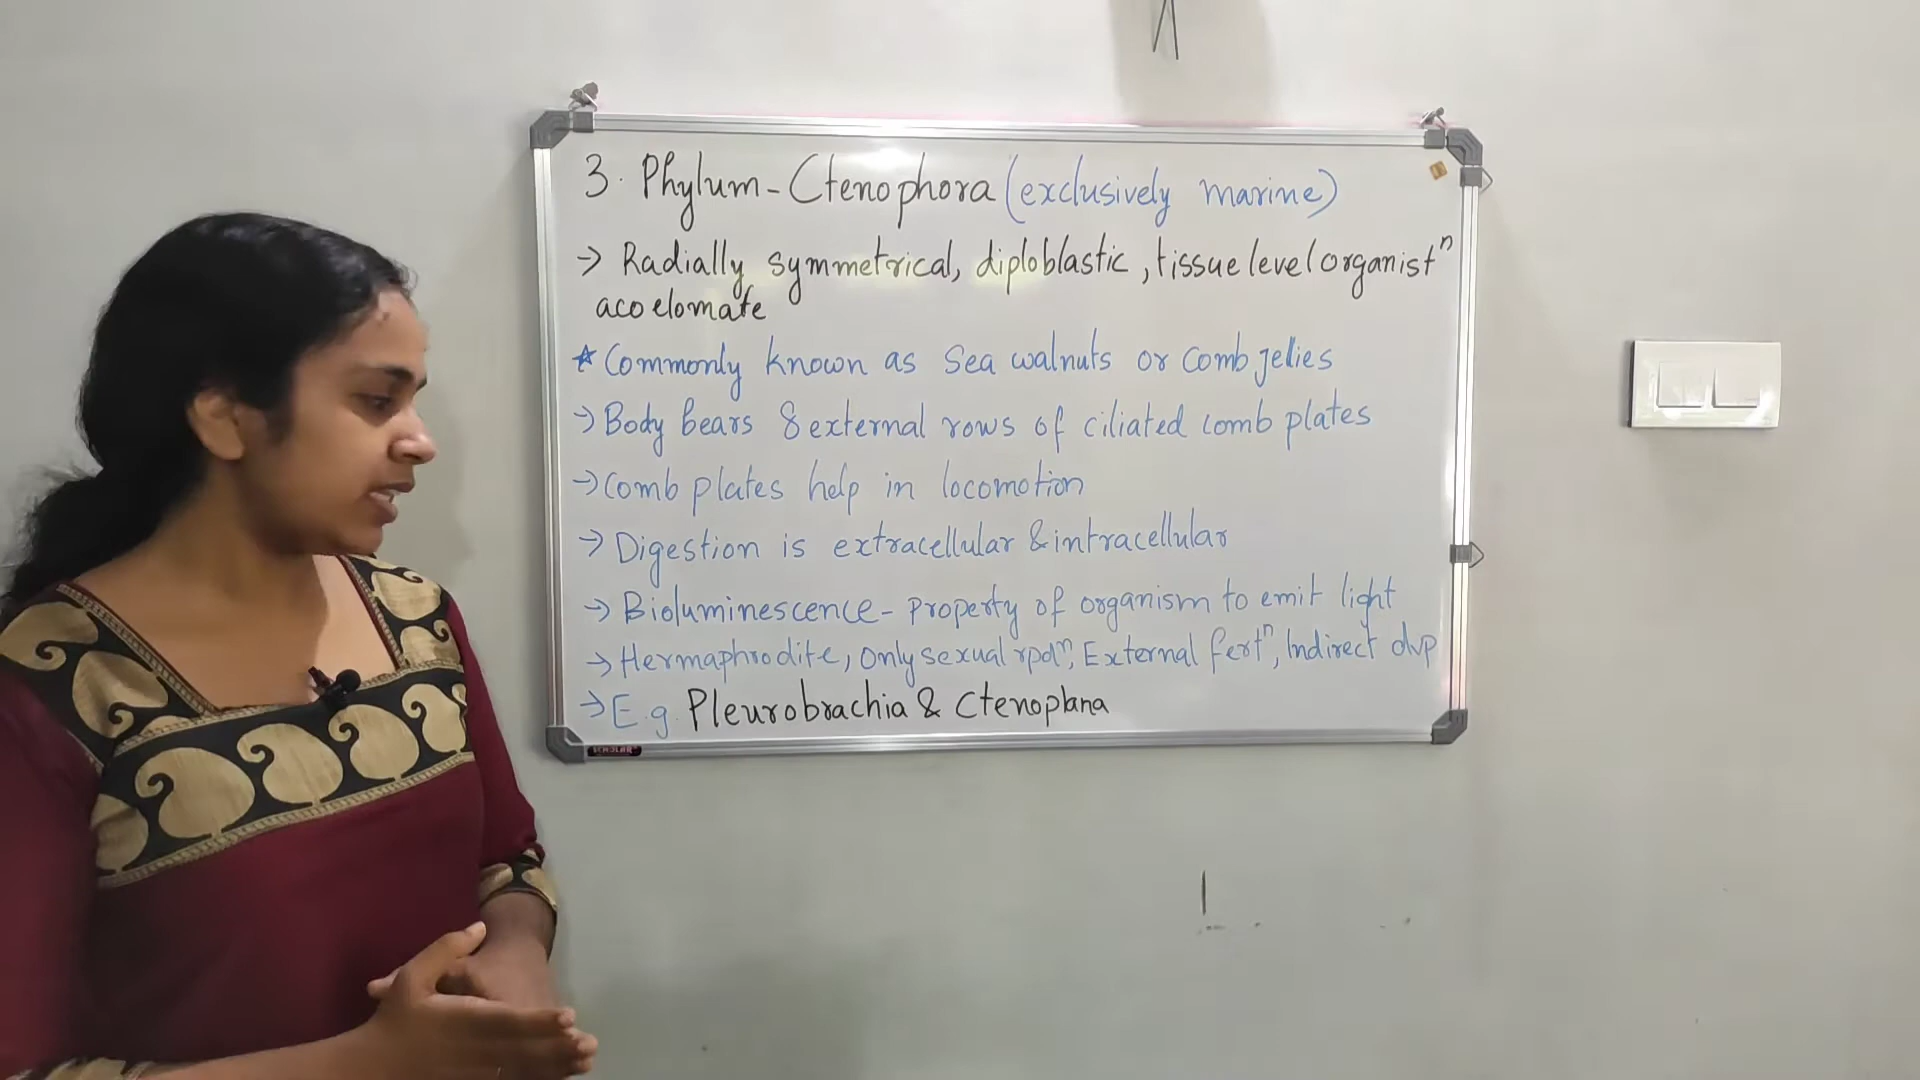 3. Phylum - Ctenophora (exclusively marine)
→ Radially symmetrical, diploblastic, tissue level organistⁿ
acoelomate
* Commonly known as Sea walnuts or Comb jelies
→ Body bears 8 external rows of ciliated comb plates
→ Comb plates help in locomotion
→ Digestion is extracellular & intracellular
→ Bioluminescence - property of organism to emit light
→ Hermaphrodite, Only sexual rpdⁿ, External fertⁿ, Indirect dvp
→ E.g. Pleurobrachia & Ctenoplana
SCHOLAR